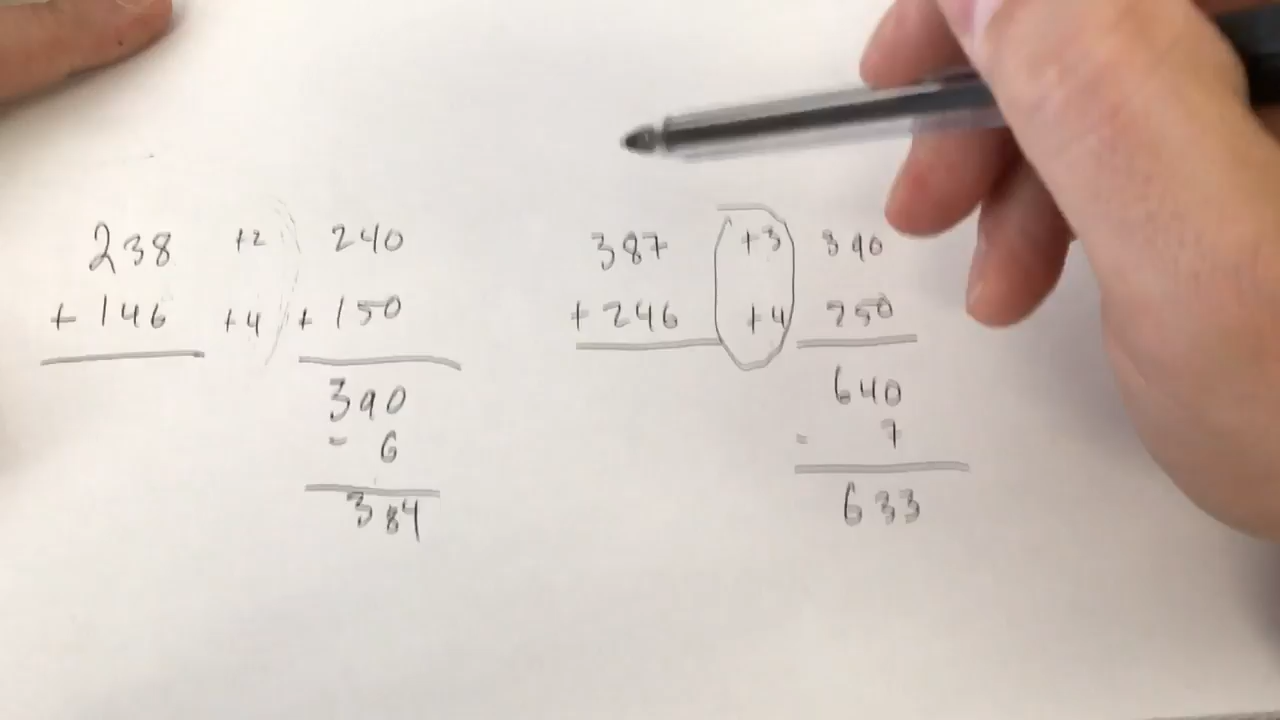 238 +2 240
+ 146 +4 + 150
390
- 6
384
387 +3 390
+ 246 +4 250
640
- 7
633